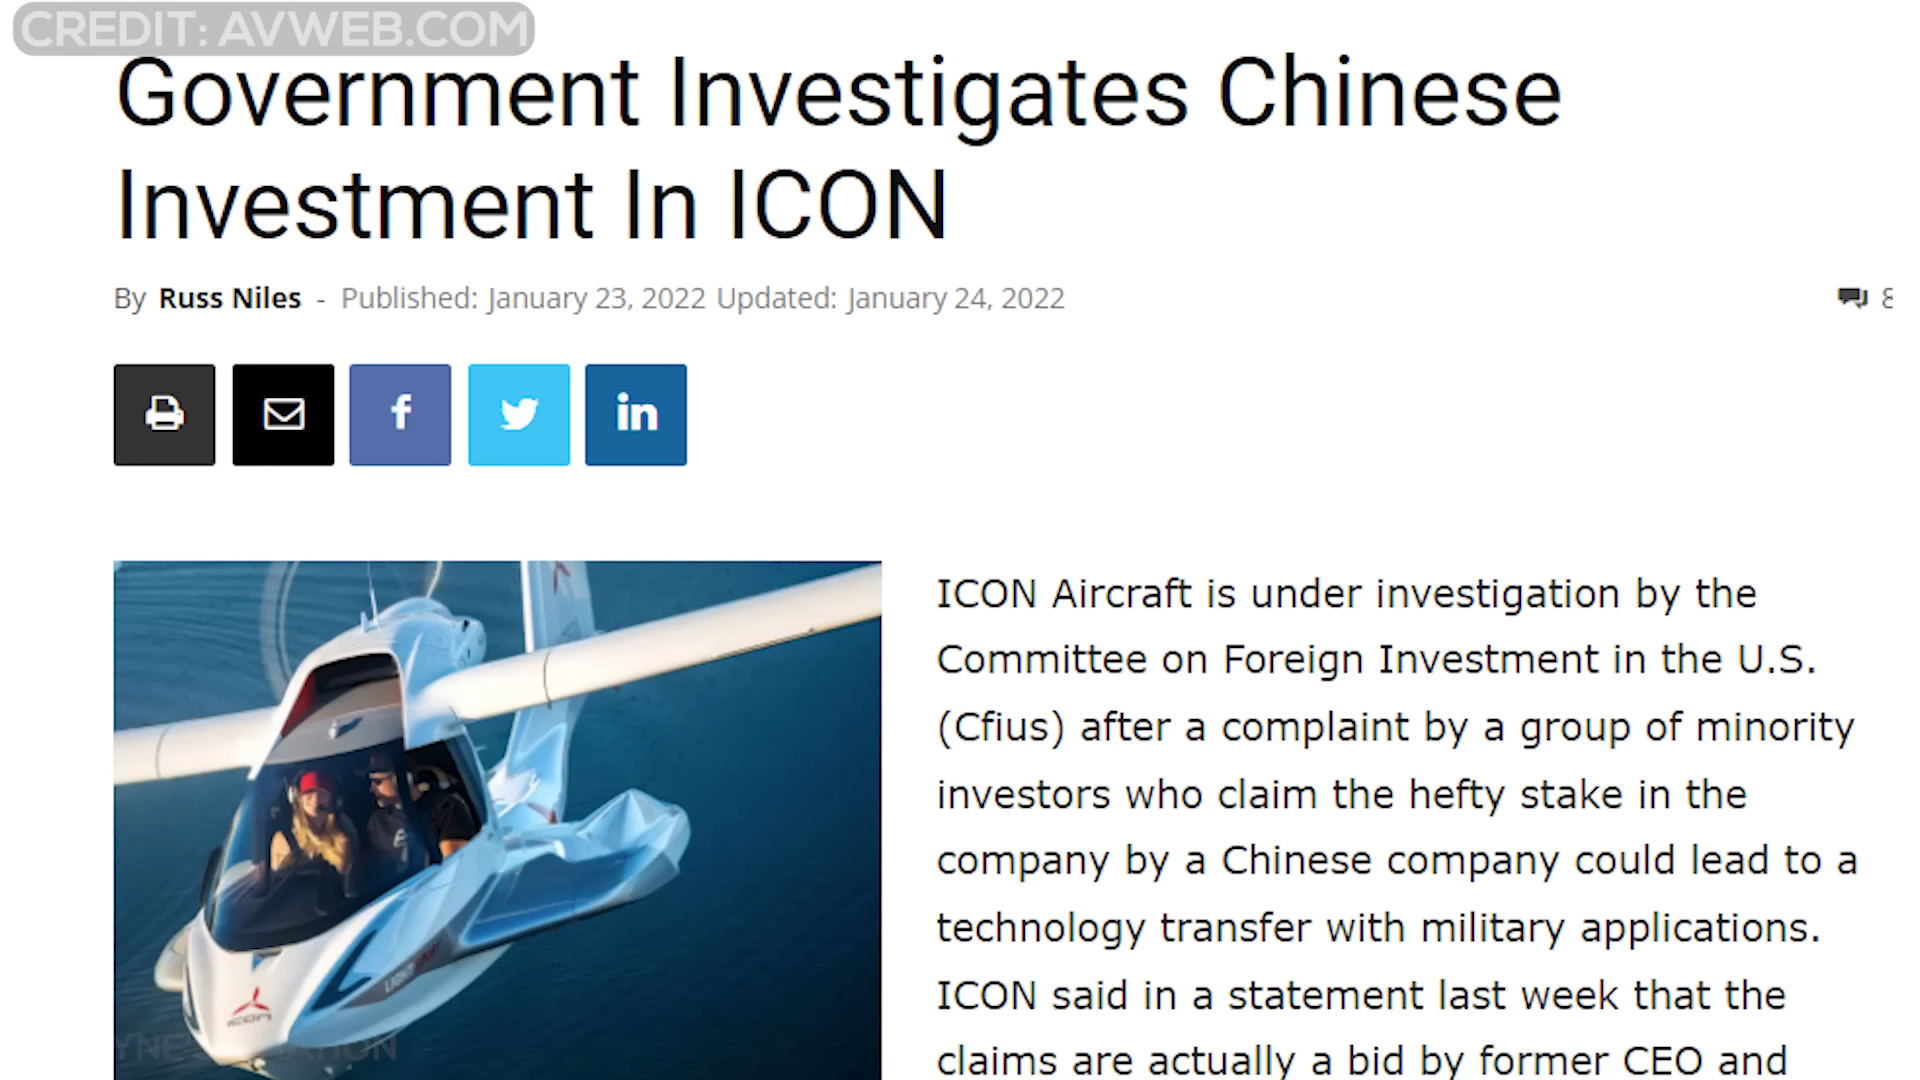 CREDIT: AVWEB.COM
Government Investigates Chinese
Investment In ICON
By Russ Niles - Published: January 23, 2022 Updated: January 24, 2022
8
f
in
ICON Aircraft is under investigation by the
Committee on Foreign Investment in the U.S.
(Cfius) after a complaint by a group of minority
investors who claim the hefty stake in the
company by a Chinese company could lead to a
technology transfer with military applications.
ICON said in a statement last week that the
claims are actually a bid by former CEO and
ICON